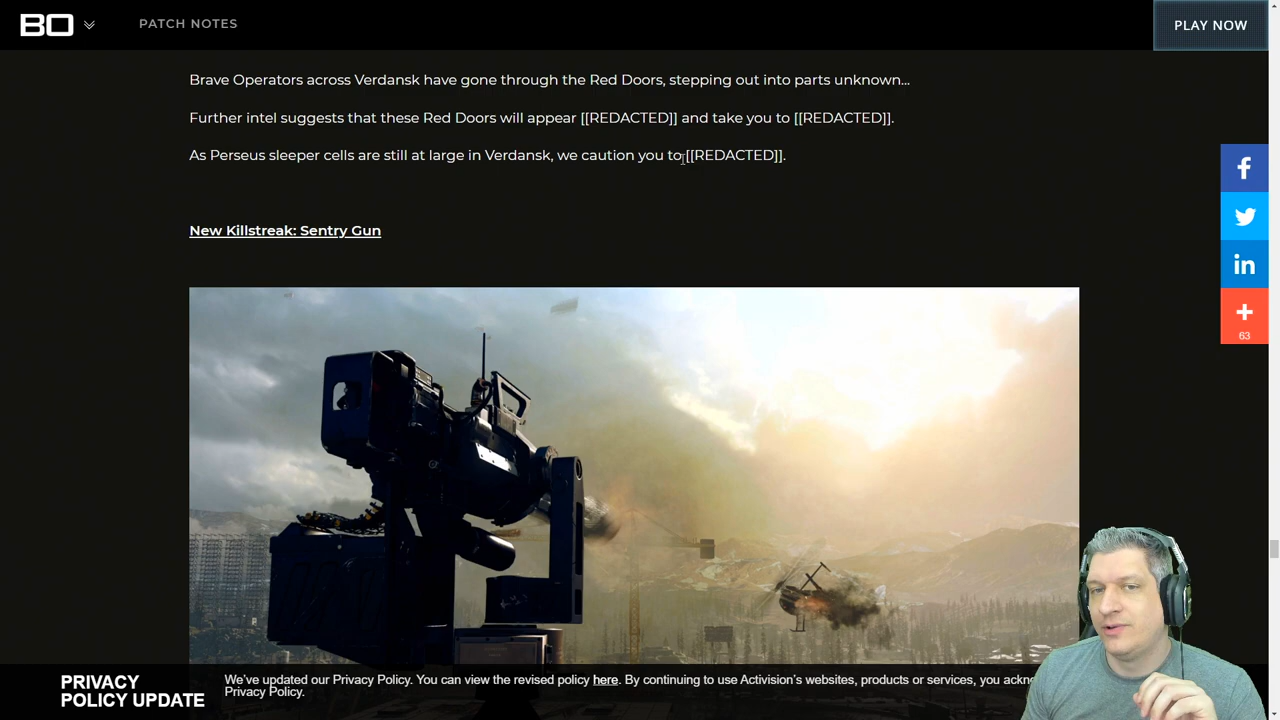 BO
PATCH NOTES
PLAY NOW
Brave Operators across Verdansk have gone through the Red Doors, stepping out into parts unknown...
Further intel suggests that these Red Doors will appear [[REDACTED]] and take you to [[REDACTED]].
As Perseus sleeper cells are still at large in Verdansk, we caution you to [[REDACTED]].
New Killstreak: Sentry Gun
63
PRIVACY
POLICY UPDATE
We've updated our Privacy Policy. You can view the revised policy here. By continuing to use Activision's websites, products or services, you
Privacy Policy.